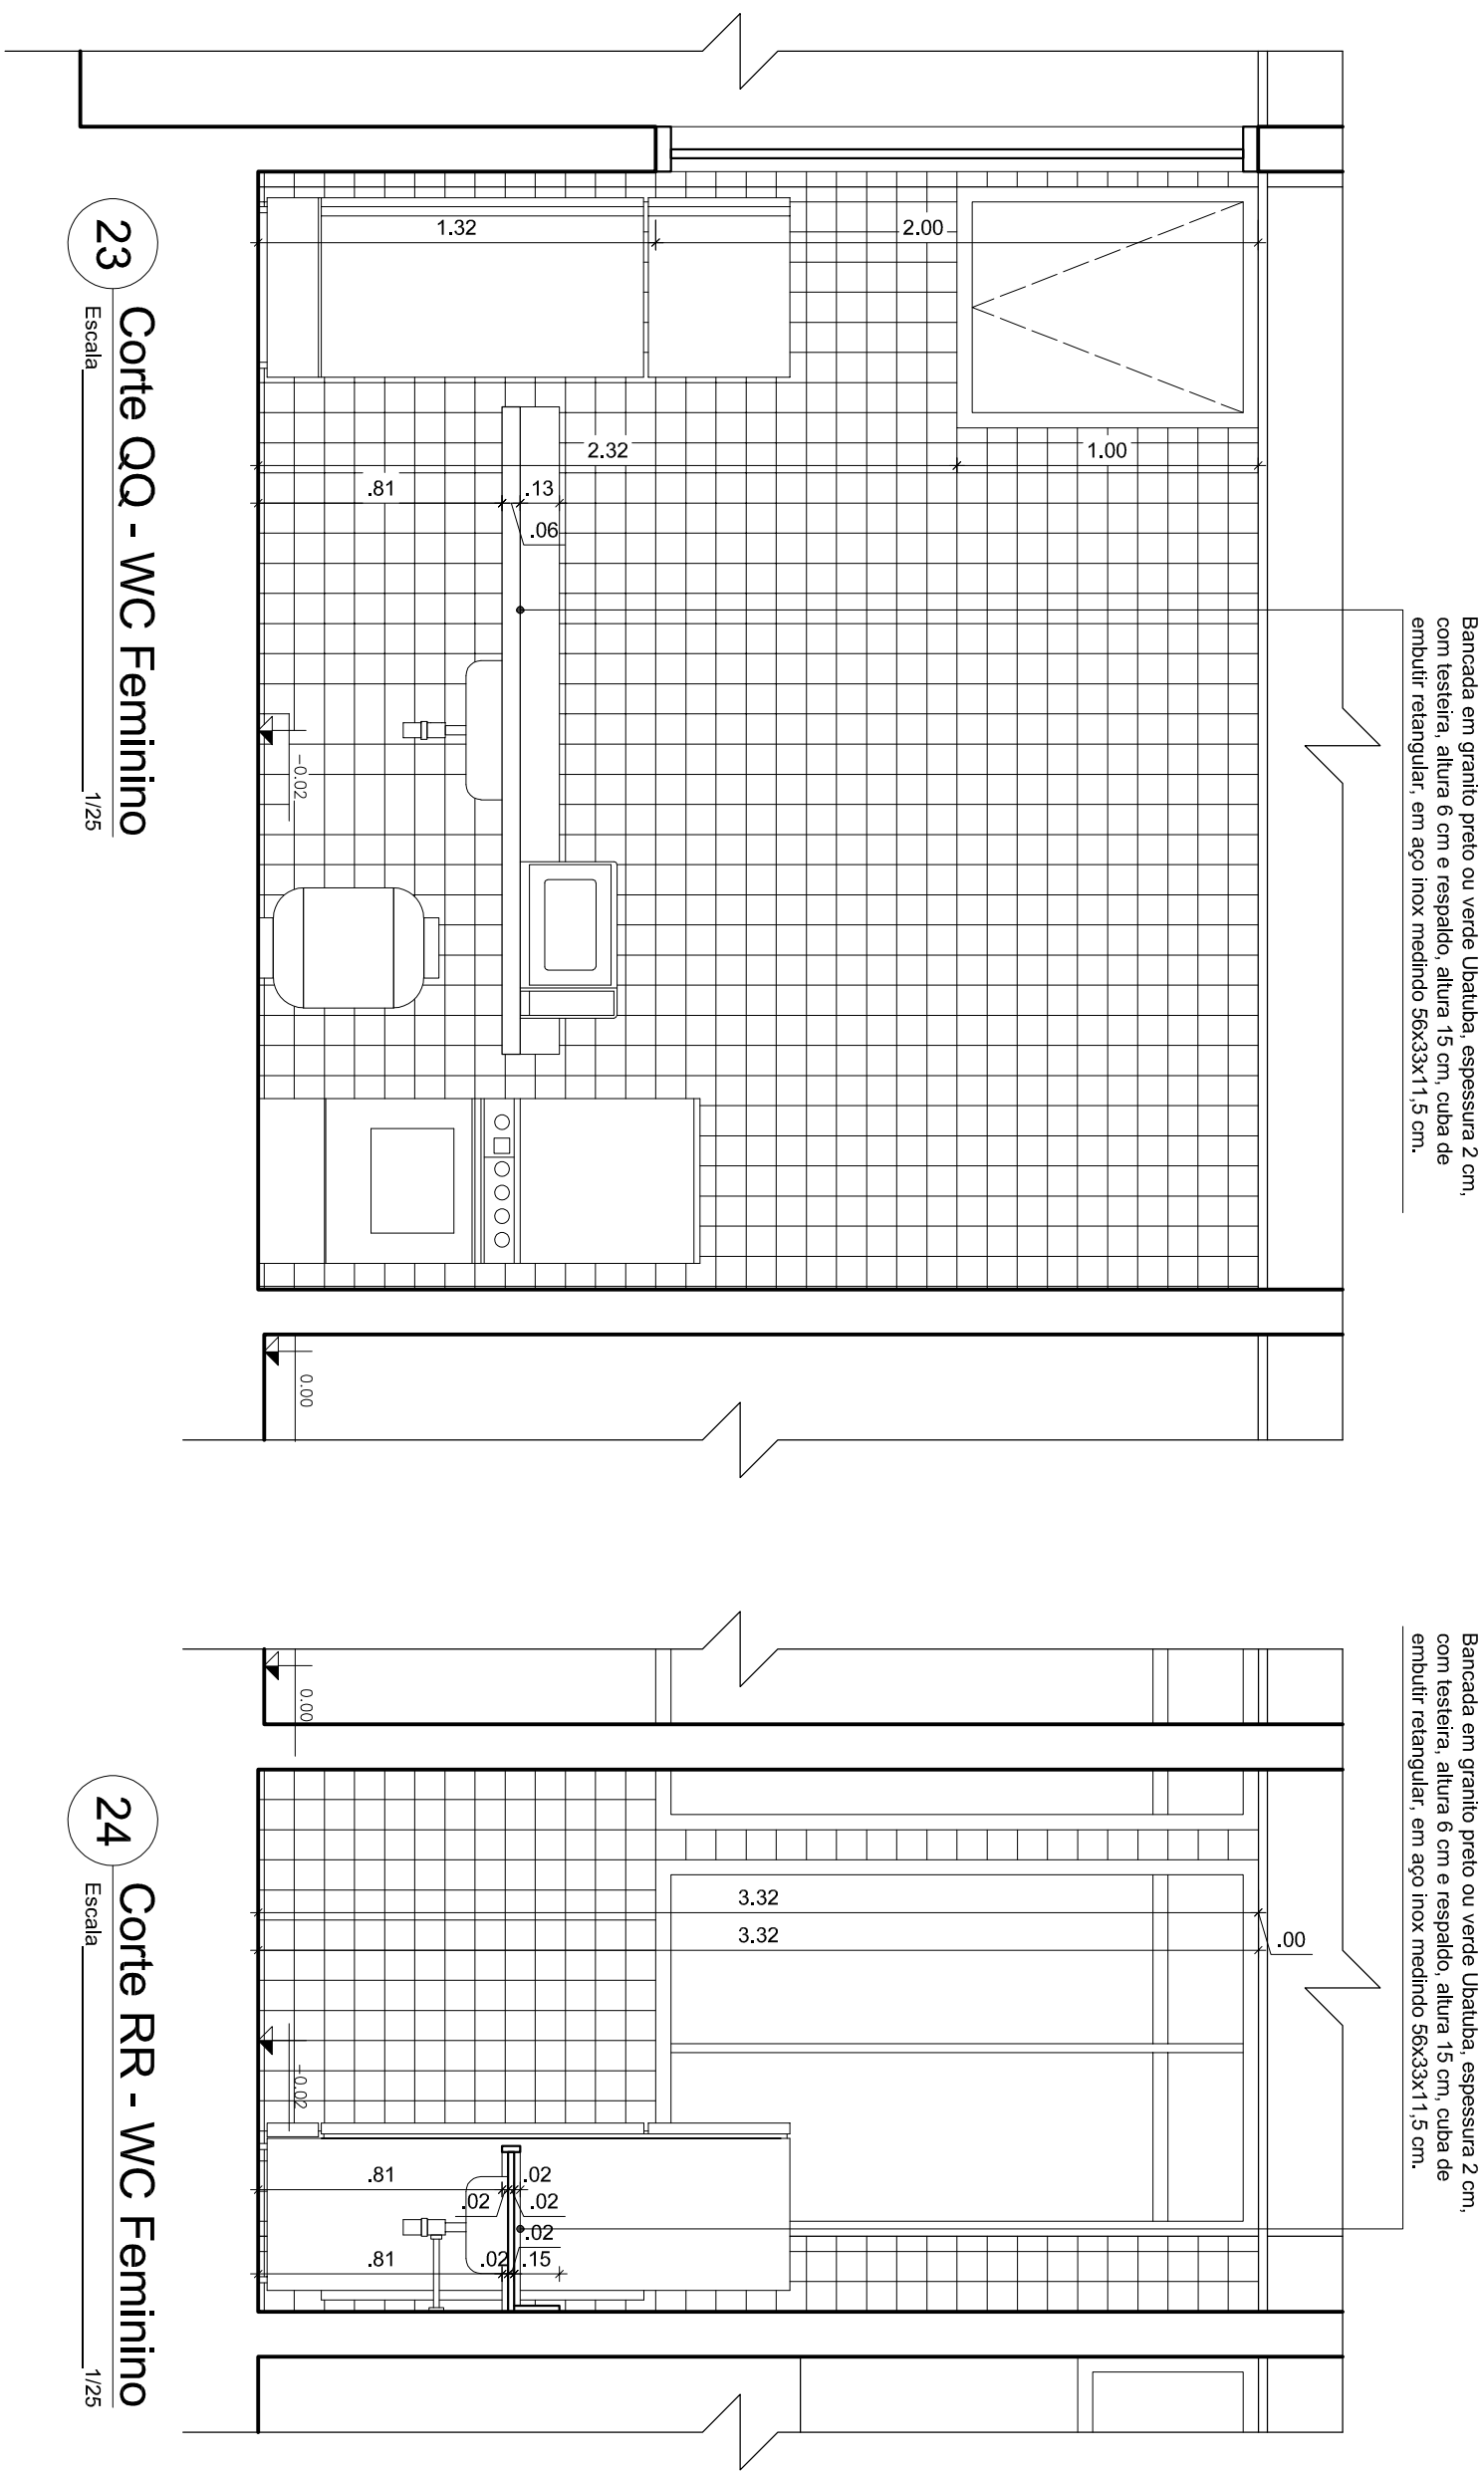 Bancada em granito preto ou verde Ubatuba, espessura 2 cm,
com testeira, altura 6 cm e respaldo, altura 15 cm, cuba de
embutir retangular, em aço inox medindo 56x33x11,5 cm.
1.32
2.00
2.32
1.00
.81
.13
.06
-0.02
0.00
23
Corte QQ - WC Feminino
Escala
1/25
Bancada em granito preto ou verde Ubatuba, espessura 2 cm,
com testeira, altura 6 cm e respaldo, altura 15 cm, cuba de
embutir retangular, em aço inox medindo 56x33x11,5 cm.
0.00
3.32
3.32
.00
-0.02
.81
.02
.02
.02
.02
.81
.02
.15
24
Corte RR - WC Feminino
Escala
1/25